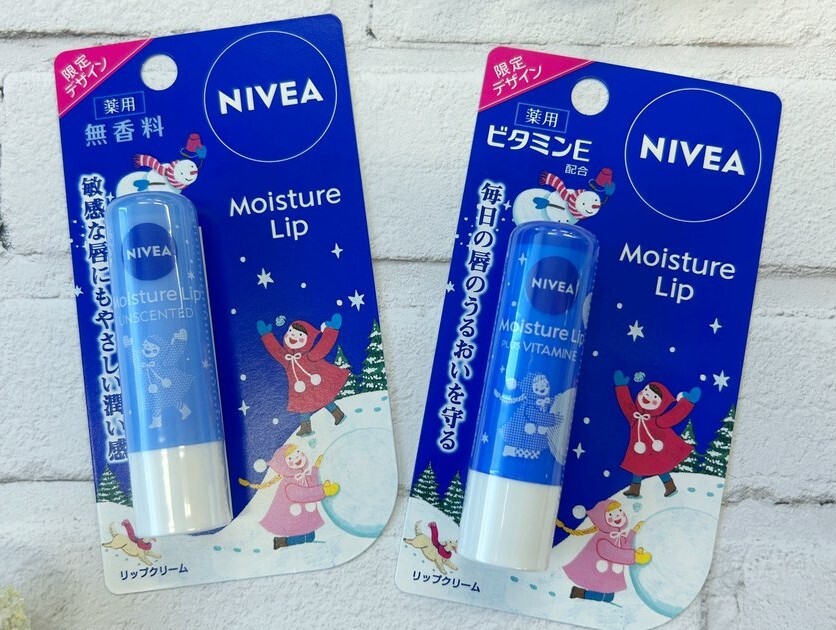 限定
デザイン
薬用
無香料
NIVEA
Moisture
Lip
敏感な唇にもやさしい潤い感
NIVEA
Moisture Lip
UNSCENTED
リップクリーム
限定
デザイン
薬用
ビタミンE
配合
NIVEA
Moisture
Lip
毎日の唇のうるおいを守る
NIVEA
Moisture Lip
PLUS VITAMIN E
リップクリーム